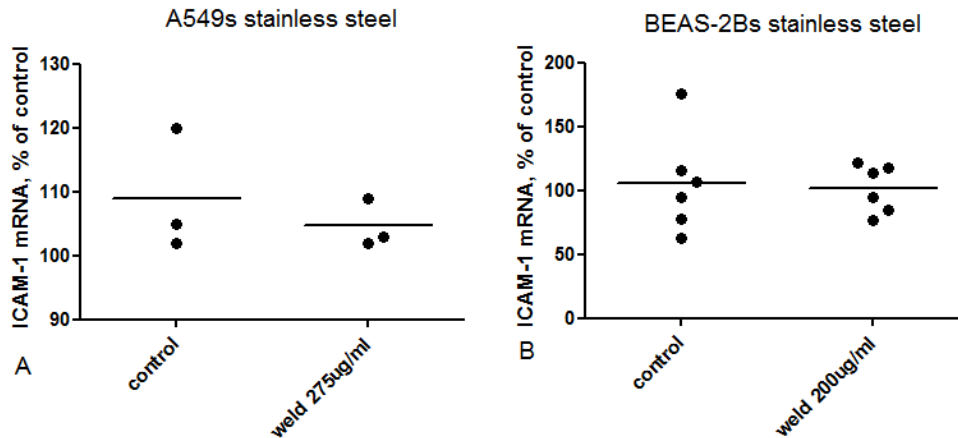 A549s stainless steel
ICAM-1 mRNA, % of control
130
120
110
100
90
control
weld 275ug/ml
A
BEAS-2Bs stainless steel
ICAM-1 mRNA, % of control
200
150
100
50
0
control
weld 200ug/ml
B